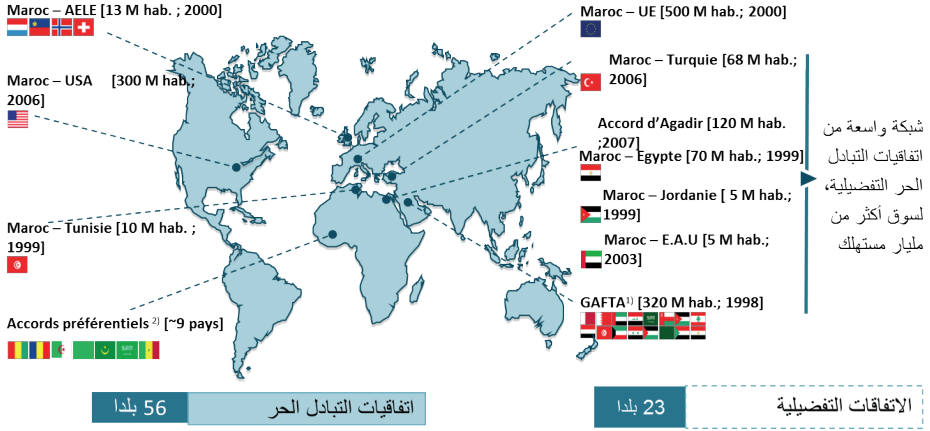 Maroc – AELE [13 M hab. ; 2000]
Maroc – USA [300 M hab.;
2006]
Maroc – Tunisie [10 M hab. ;
1999]
Accords préférentiels 2) [~9 pays]
Maroc – UE [500 M hab.; 2000]
Maroc – Turquie [68 M hab.;
2006]
Accord d’Agadir [120 M hab.
;2007]
Maroc – Egypte [70 M hab.; 1999]
Maroc – Jordanie [ 5 M hab.;
1999]
Maroc – E.A.U [5 M hab.;
2003]
GAFTA1) [320 M hab.; 1998]
شبكة واسعة من
اتفاقيات التبادل
الحر التفضيلية،
لسوق أكثر من
مليار مستهلك
56 بلدا
اتفاقيات التبادل الحر
23 بلدا
الاتفاقات التفضيلية